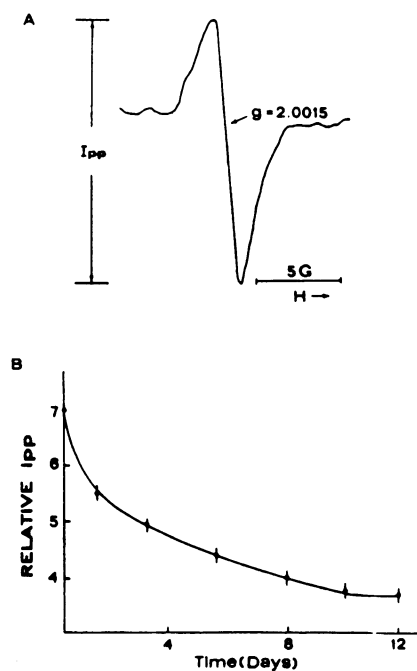 A
Ipp
g = 2.0015
5G
H →
B
RELATIVE Ipp
7
6
5
4
4
8
12
Time(Days)